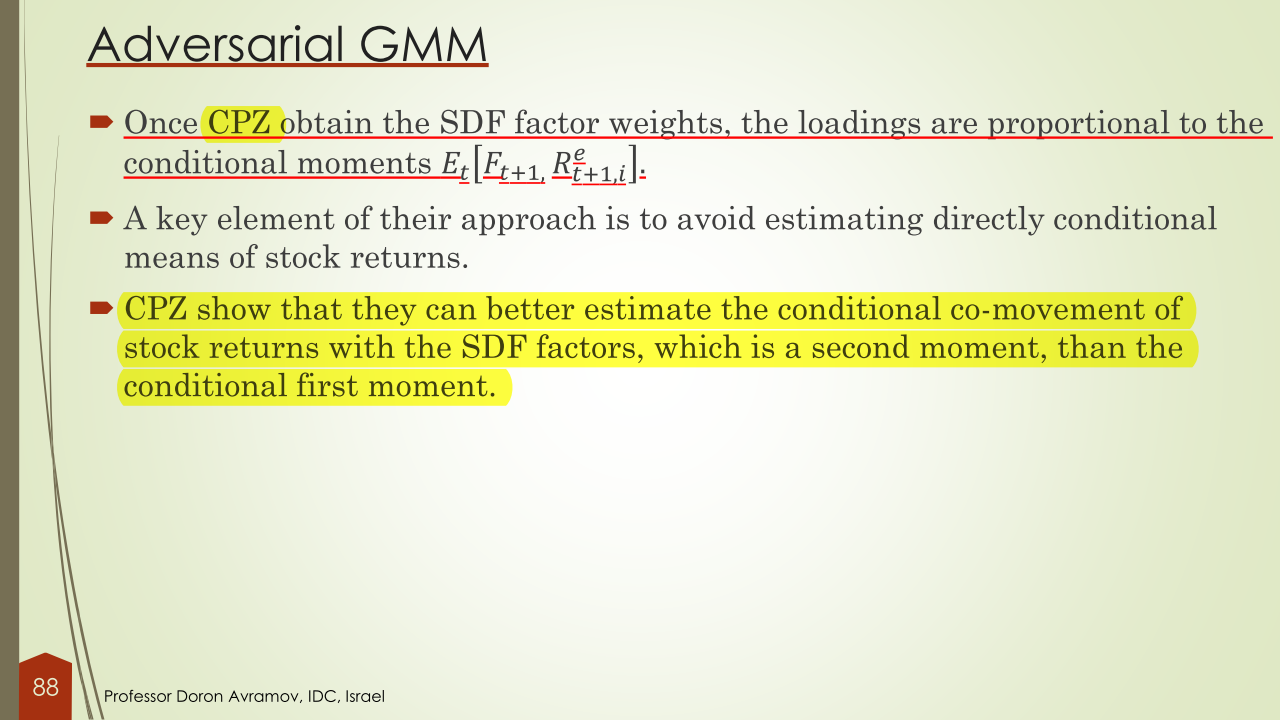 Adversarial GMM
Once CPZ obtain the SDF factor weights, the loadings are proportional to the
conditional moments $E_t[F_{t+1,} R^e_{t+1,i}]$.
A key element of their approach is to avoid estimating directly conditional
means of stock returns.
CPZ show that they can better estimate the conditional co-movement of
stock returns with the SDF factors, which is a second moment, than the
conditional first moment.
88
Professor Doron Avramov, IDC, Israel